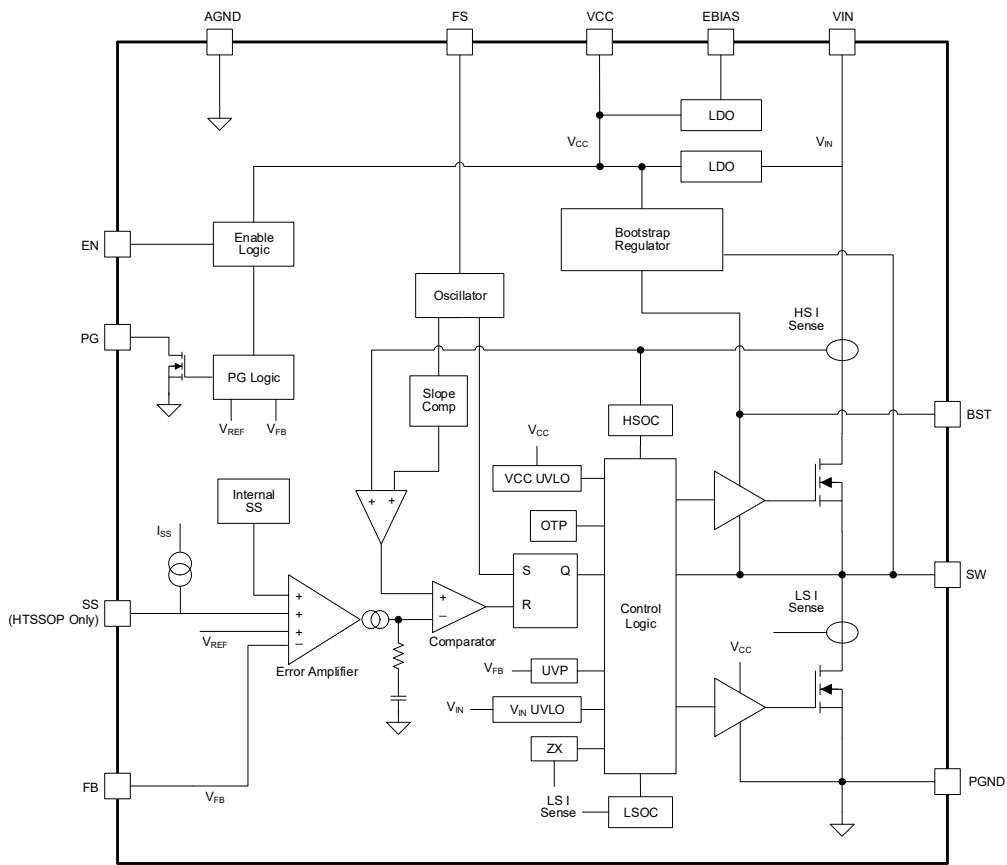 AGND
FS
VCC
EBIAS
VIN
LDO
VCC
VIN
LDO
EN
Enable
Logic
Bootstrap
Regulator
Oscillator
HS I
Sense
PG
PG Logic
Slope
Comp
VREF
VFB
HSOC
BST
VCC
VCC UVLO
Internal
SS
+ +
ISS
OTP
S Q
R
SW
SS
(HTSSOP Only)
+
+
+
−
+
−
Control
Logic
LS I
Sense
VREF
Comparator
Error Amplifier
VCC
VFB
UVP
VIN
VIN UVLO
ZX
FB
VFB
LS I
Sense
LSOC
PGND